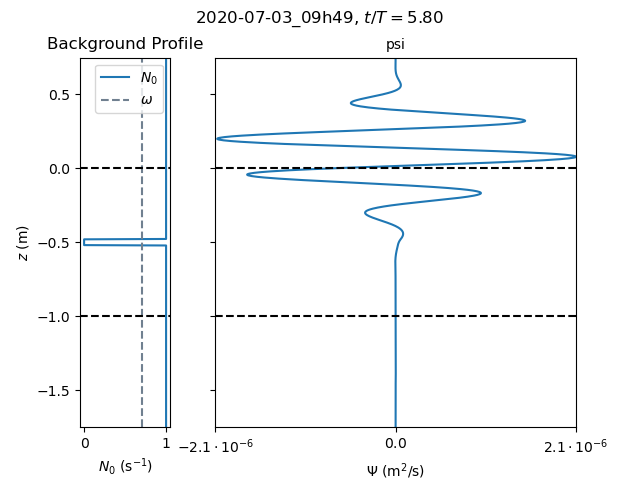 2020-07-03_09h49, t/T = 5.80
Background Profile
psi
N₀
ω
0.5
0.0
−0.5
−1.0
−1.5
z (m)
0
1
N₀ (s⁻¹)
−2.1 · 10⁻⁶
0.0
2.1 · 10⁻⁶
Ψ (m²/s)